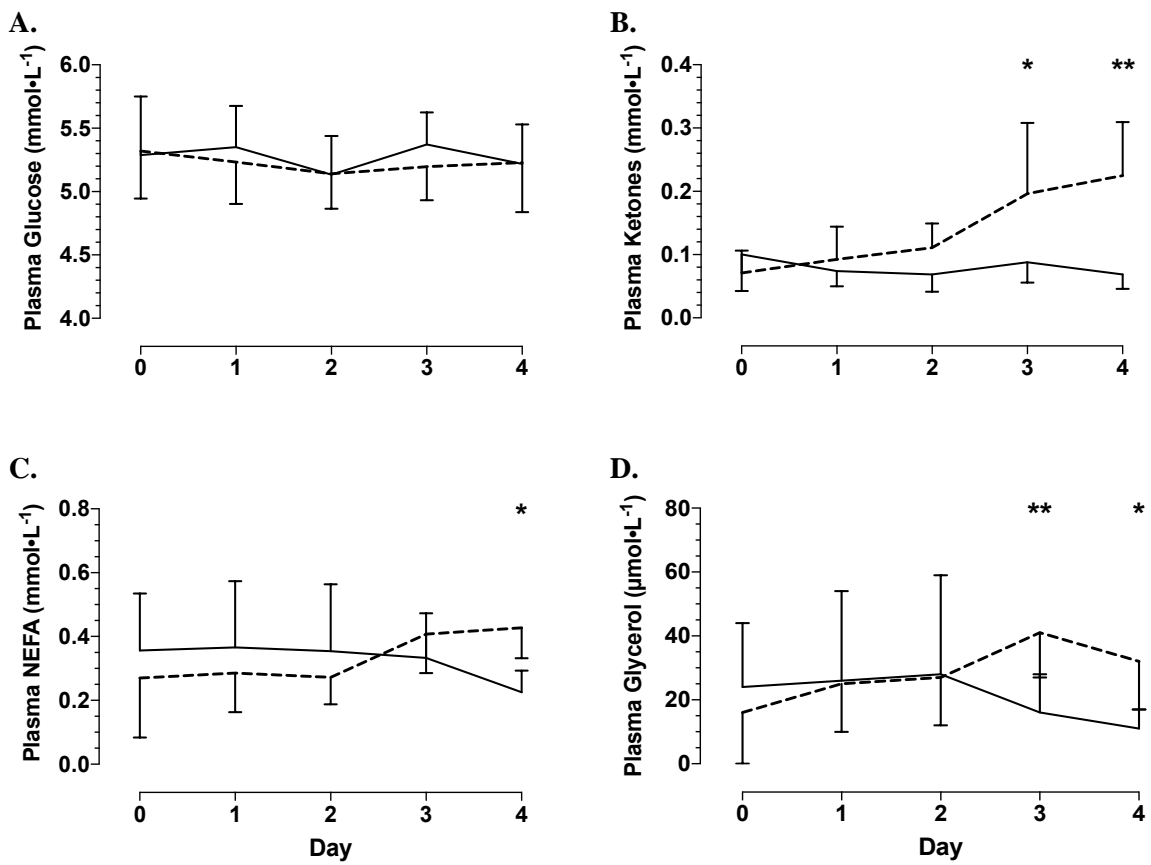 A.
Plasma Glucose (mmol•L⁻¹)
6.0
5.5
5.0
4.5
4.0
0 1 2 3 4
B.
Plasma Ketones (mmol•L⁻¹)
0.4
0.3
0.2
0.1
0.0
* **
0 1 2 3 4
C.
Plasma NEFA (mmol•L⁻¹)
0.8
0.6
0.4
0.2
0.0
*
0 1 2 3 4
Day
D.
Plasma Glycerol (μmol•L⁻¹)
80
60
40
20
0
** *
0 1 2 3 4
Day